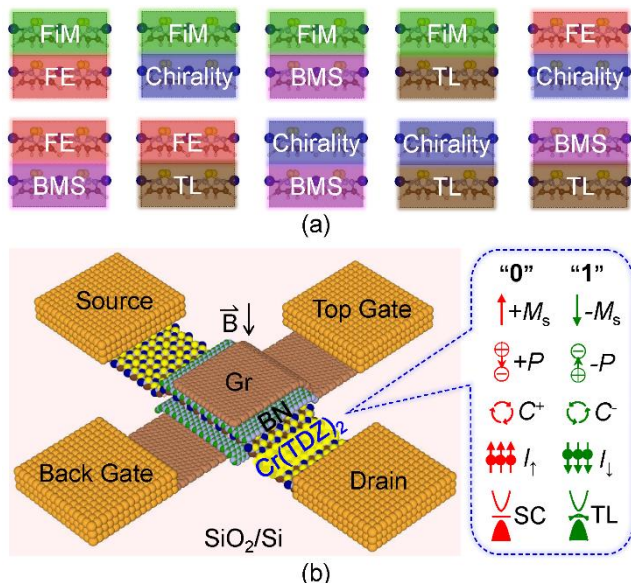 FiM FiM FiM FiM FE
FE Chirality BMS TL Chirality
FE FE Chirality Chirality BMS
BMS TL BMS TL TL
(a)
Source
Top Gate
B
Gr
BN
Cr(TDZ)₂
Back Gate
Drain
SiO₂/Si
"0" "1"
+Mₛ -Mₛ
+P -P
C⁺ C⁻
I↑ I↓
SC TL
(b)